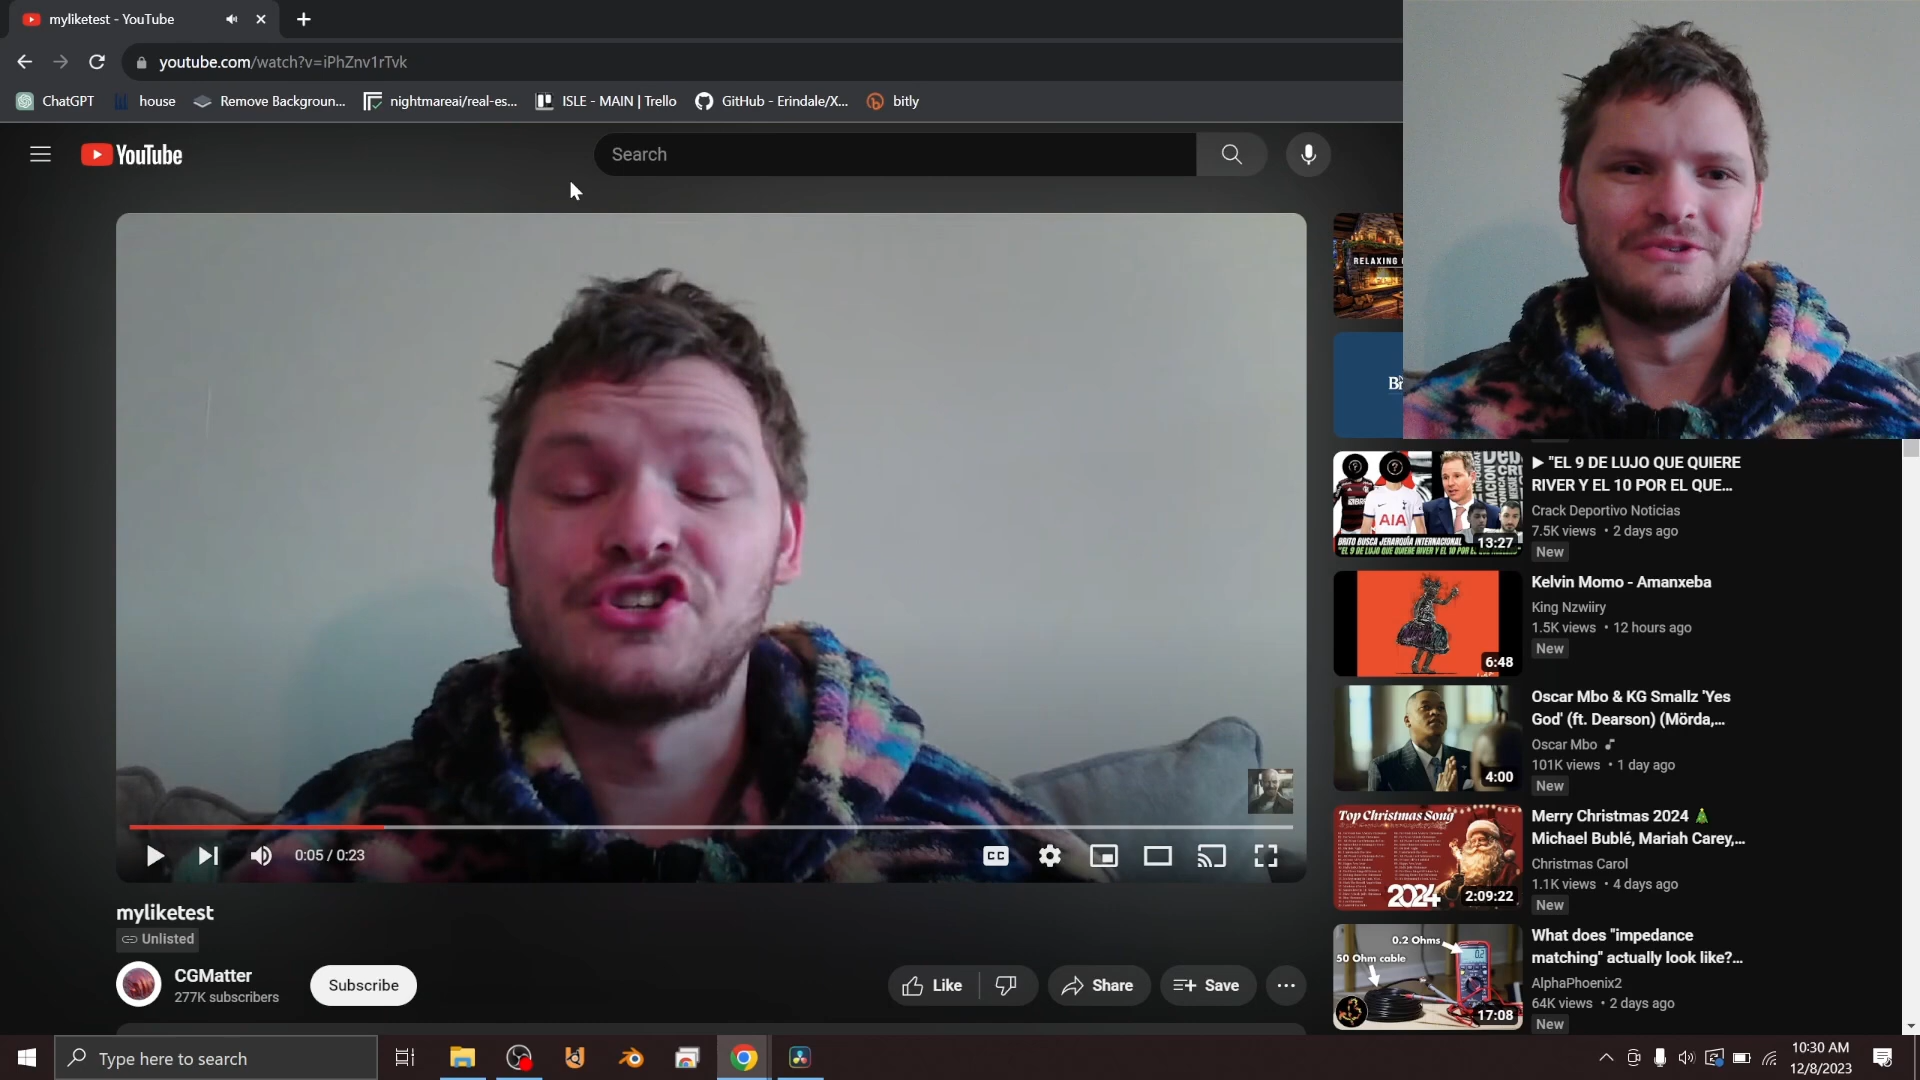 myliketest - YouTube
youtube.com/watch?v=iPhZnv1rTvk
ChatGPT
house
Remove Backgroun...
nightmareai/real-es...
ISLE - MAIN | Trello
GitHub - Erindale/X...
bitly
YouTube
Search
RELAXING
"EL 9 DE LUJO QUE QUIERE
RIVER Y EL 10 POR EL QUE...
Crack Deportivo Noticias
7.5K views • 2 days ago
New
AIA
BRITO BUSCA JERARQUÍA INTERNACIONAL
13:27
Kelvin Momo - Amanxeba
King Nzwiiry
1.5K views • 12 hours ago
New
6:48
Oscar Mbo & KG Smallz 'Yes
God' (ft. Dearson) (Mörda,...
Oscar Mbo
101K views • 1 day ago
New
4:00
Top Christmas Song
2024
2:09:22
Merry Christmas 2024
Michael Bublé, Mariah Carey,...
Christmas Carol
1.1K views • 4 days ago
New
0.2 Ohms
50 Ohm cable
17:08
What does "impedance
matching" actually look like?...
AlphaPhoenix2
64K views • 2 days ago
New
0:05 / 0:23
CC
myliketest
Unlisted
CGMatter
277K subscribers
Subscribe
Like
Share
Save
Type here to search
10:30 AM
12/8/2023